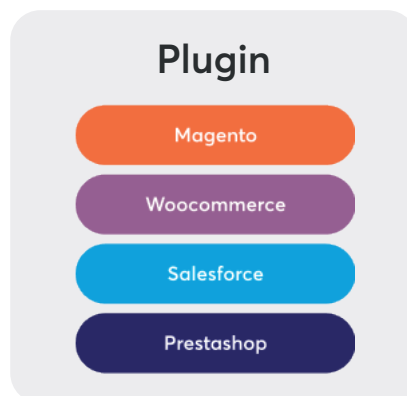 Plugin
Magento
Woocommerce
Salesforce
Prestashop